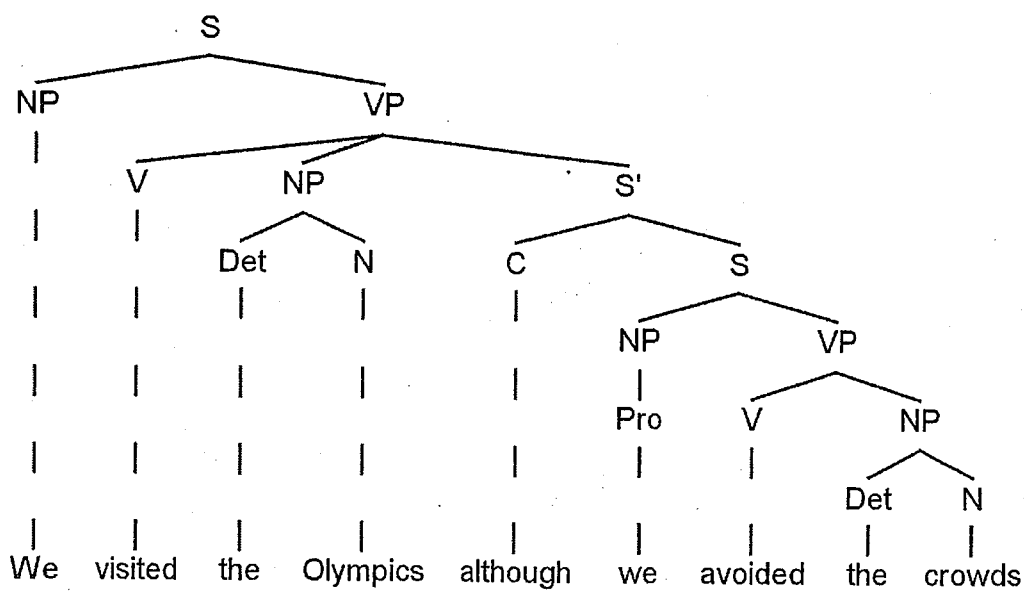 S
NP VP
V NP S'
Det N C S
NP VP
Pro V NP
Det N
We visited the Olympics although we avoided the crowds